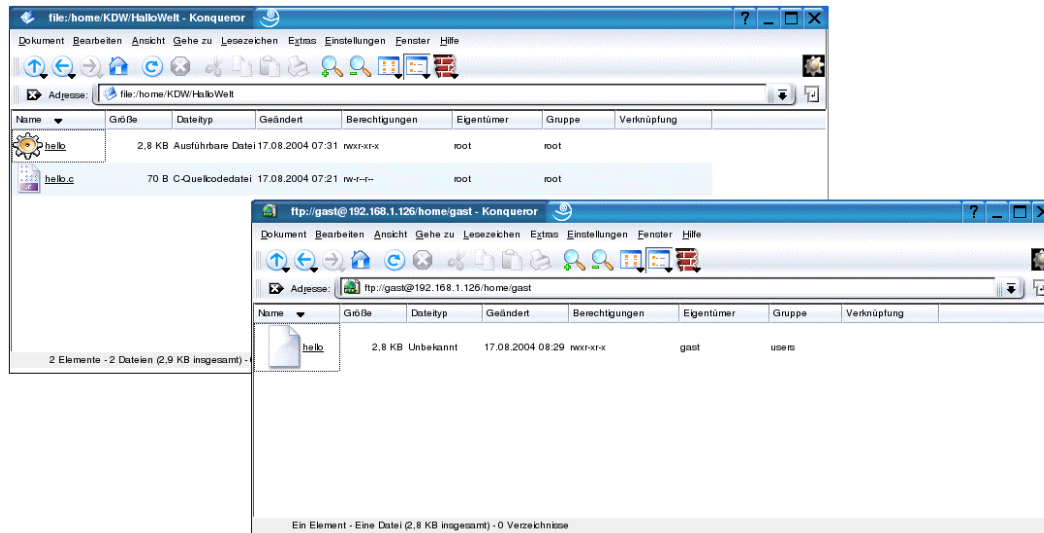 file:/home/KDW/HalloWelt - Konqueror
Dokument Bearbeiten Ansicht Gehe zu Lesezeichen Extras Einstellungen Fenster Hilfe
Adresse: file:/home/KDW/HalloWelt
Name Größe Dateityp Geändert Berechtigungen Eigentümer Gruppe Verknüpfung
hello 2,8 KB Ausführbare Datei 17.08.2004 07:31 rwxr-xr-x root root
hello.c 70 B C-Quellcodedatei 17.08.2004 07:21 rw-r--r-- root root
2 Elemente - 2 Dateien (2,9 KB insgesamt) -
ftp://gast@192.168.1.126/home/gast - Konqueror
Dokument Bearbeiten Ansicht Gehe zu Lesezeichen Extras Einstellungen Fenster Hilfe
Adresse: ftp://gast@192.168.1.126/home/gast
Name Größe Dateityp Geändert Berechtigungen Eigentümer Gruppe Verknüpfung
hello 2,8 KB Unbekannt 17.08.2004 08:29 rwxr-xr-x gast users
Ein Element - Eine Datei (2,8 KB insgesamt) - 0 Verzeichnisse